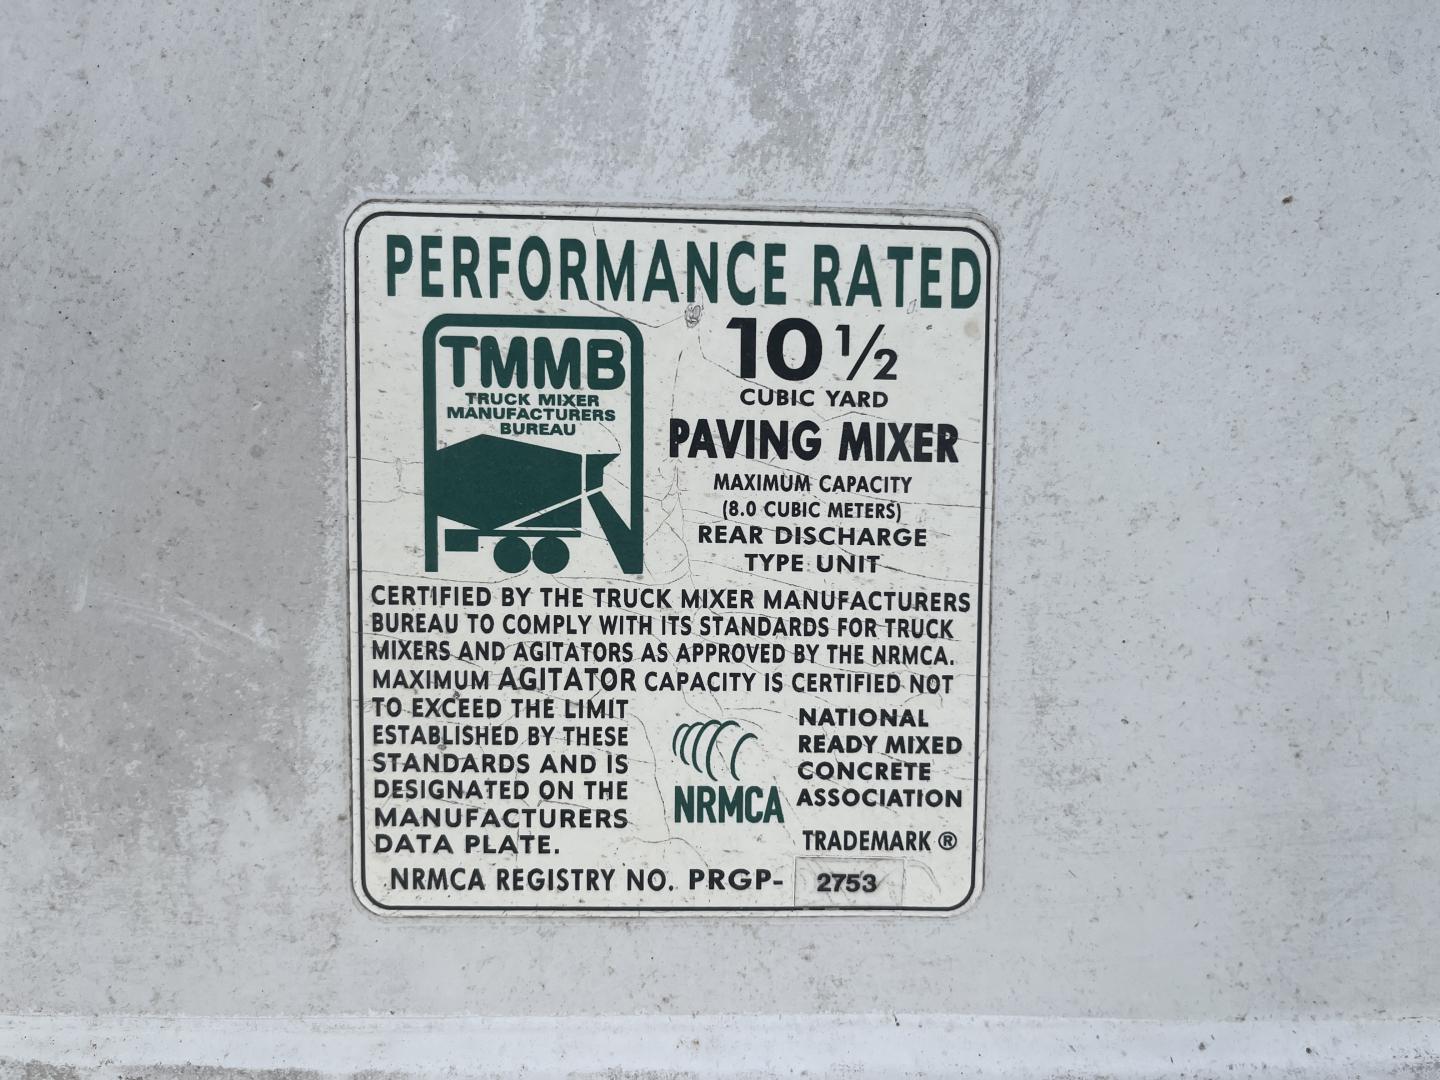 PERFORMANCE RATED
TMMB
TRUCK MIXER
MANUFACTURERS
BUREAU
10 1/2
CUBIC YARD
PAVING MIXER
MAXIMUM CAPACITY
(8.0 CUBIC METERS)
REAR DISCHARGE
TYPE UNIT
CERTIFIED BY THE TRUCK MIXER MANUFACTURERS
BUREAU TO COMPLY WITH ITS STANDARDS FOR TRUCK
MIXERS AND AGITATORS AS APPROVED BY THE NRMCA.
MAXIMUM AGITATOR CAPACITY IS CERTIFIED NOT
TO EXCEED THE LIMIT
ESTABLISHED BY THESE
STANDARDS AND IS
DESIGNATED ON THE
MANUFACTURERS
DATA PLATE.
NRMCA
NATIONAL
READY MIXED
CONCRETE
ASSOCIATION
TRADEMARK ®
NRMCA REGISTRY NO. PRGP- 2753